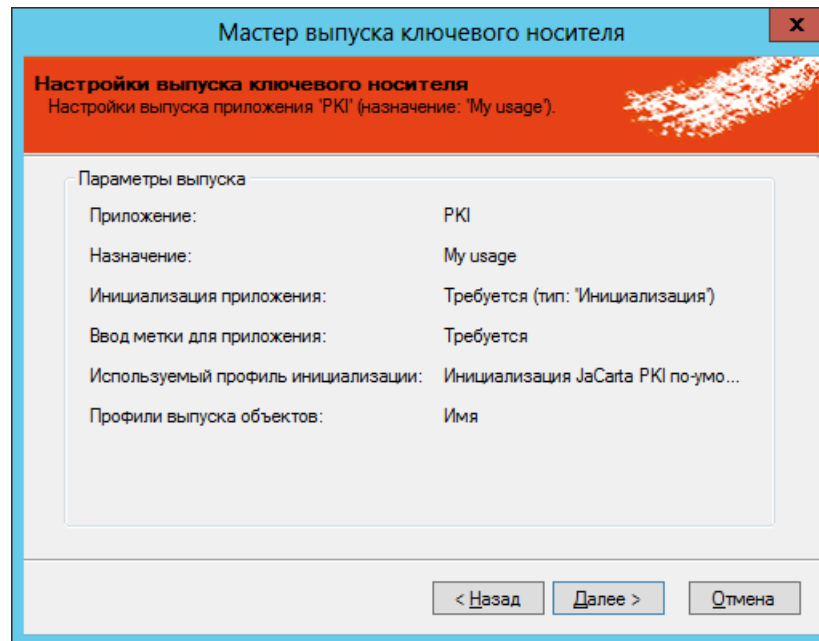 Мастер выпуска ключевого носителя
x
Настройки выпуска ключевого носителя
Настройки выпуска приложения 'PKI' (назначение: 'My usage').
Параметры выпуска
Приложение: PKI
Назначение: My usage
Инициализация приложения: Требуется (тип: 'Инициализация')
Ввод метки для приложения: Требуется
Используемый профиль инициализации: Инициализация JaCarta PKI по-умо...
Профили выпуска объектов: Имя
< Назад Далее > Отмена